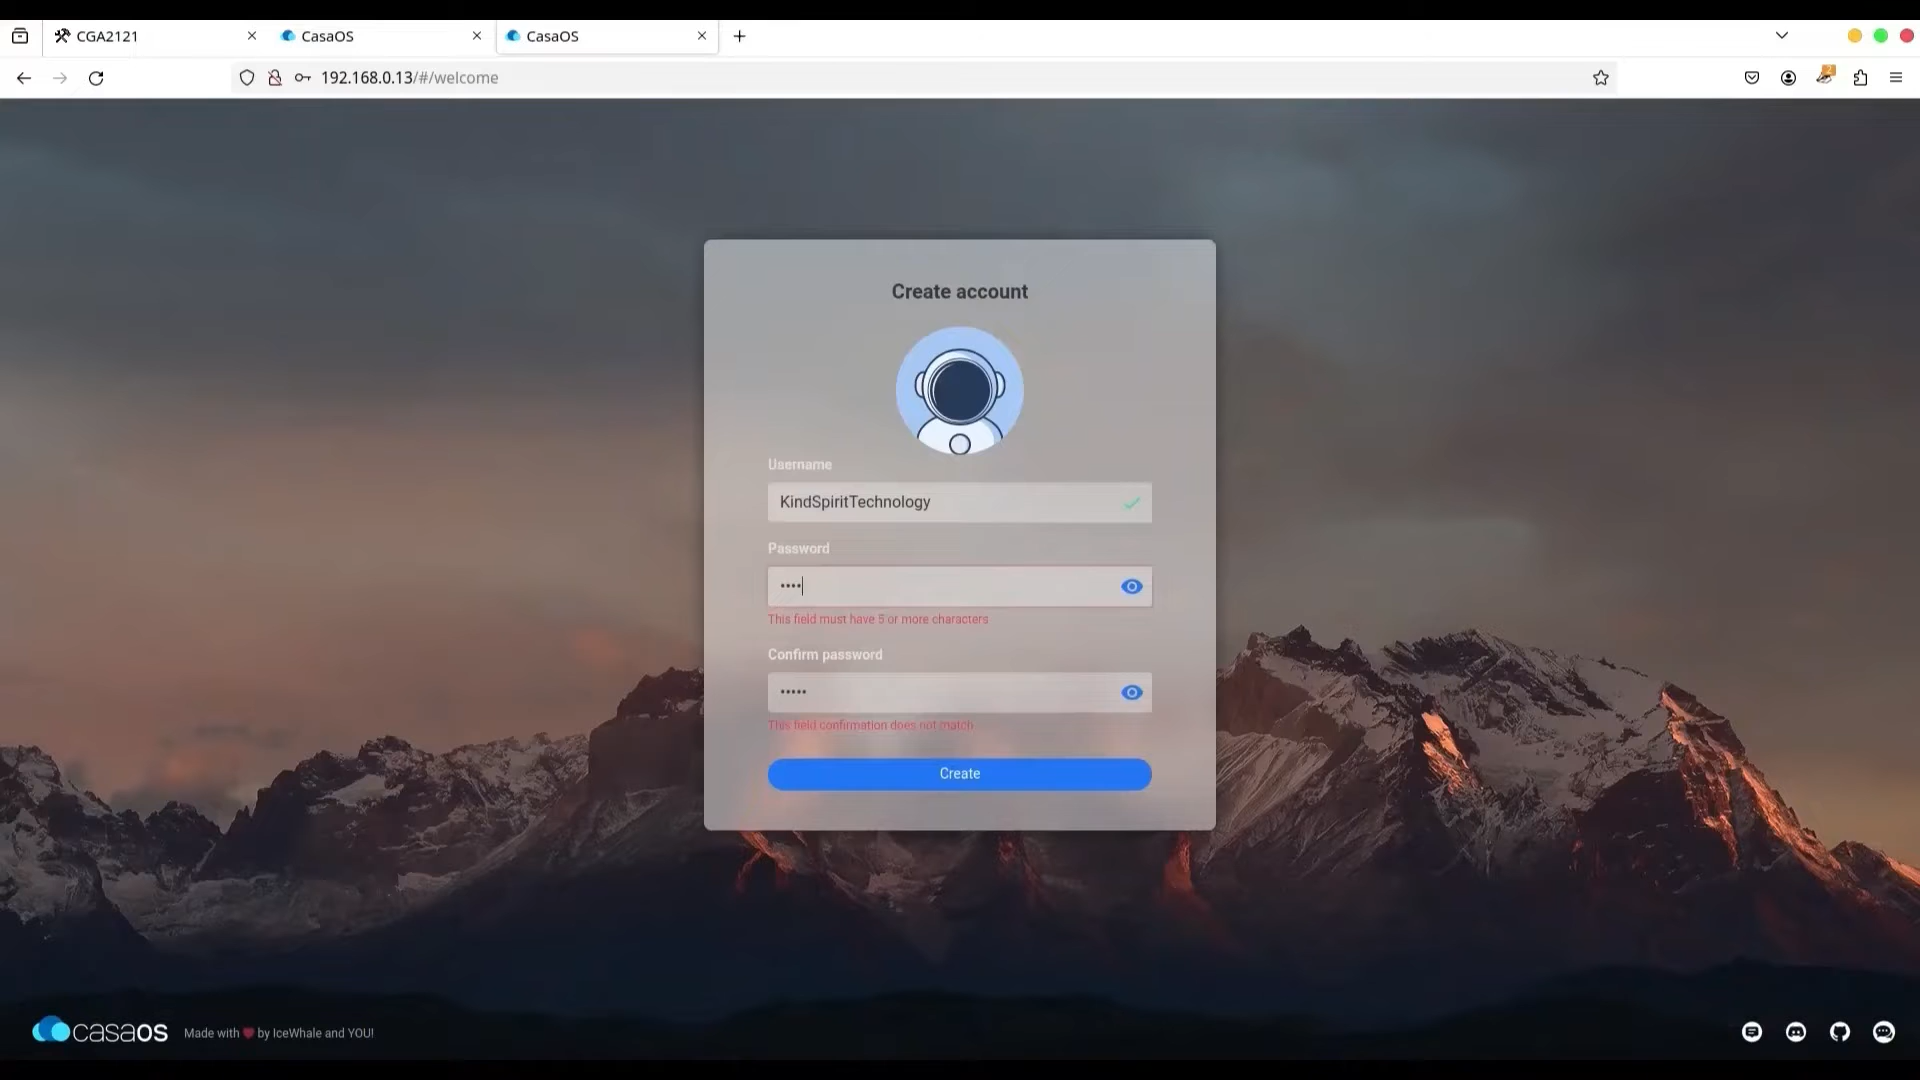 CGA2121
CasaOS
CasaOS
192.168.0.13/#/welcome
2
Create account
Username
KindSpiritTechnology
Password
••••
This field must have 5 or more characters
Confirm password
•••••
This field confirmation does not match
Create
casaOS
Made with ❤ by IceWhale and YOU!